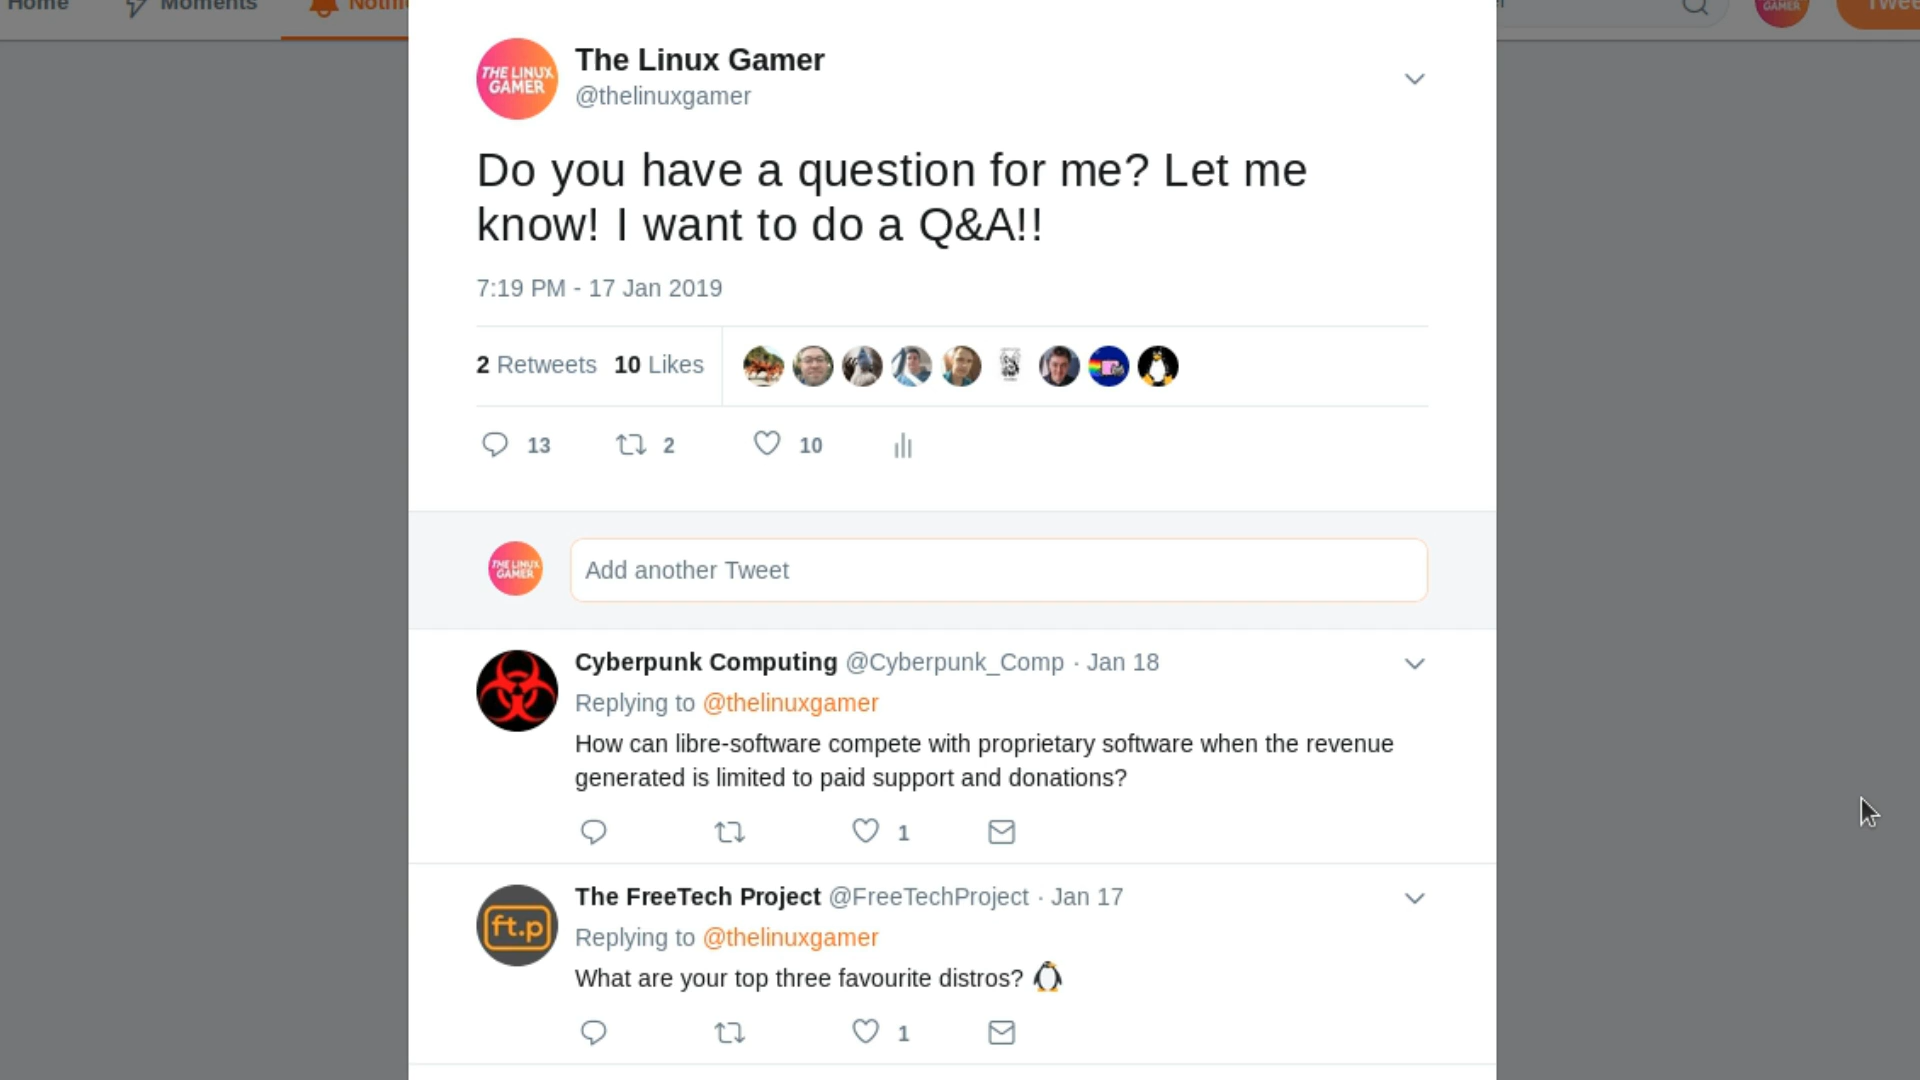 Home Moments
THE LINUX
GAMER
The Linux Gamer
@thelinuxgamer
Do you have a question for me? Let me
know! I want to do a Q&A!!
7:19 PM - 17 Jan 2019
2 Retweets 10 Likes
13 2 10
THE LINUX
GAMER
Add another Tweet
Cyberpunk Computing @Cyberpunk_Comp · Jan 18
Replying to @thelinuxgamer
How can libre-software compete with proprietary software when the revenue
generated is limited to paid support and donations?
1
ft.p
The FreeTech Project @FreeTechProject · Jan 17
Replying to @thelinuxgamer
What are your top three favourite distros? 🐧
1